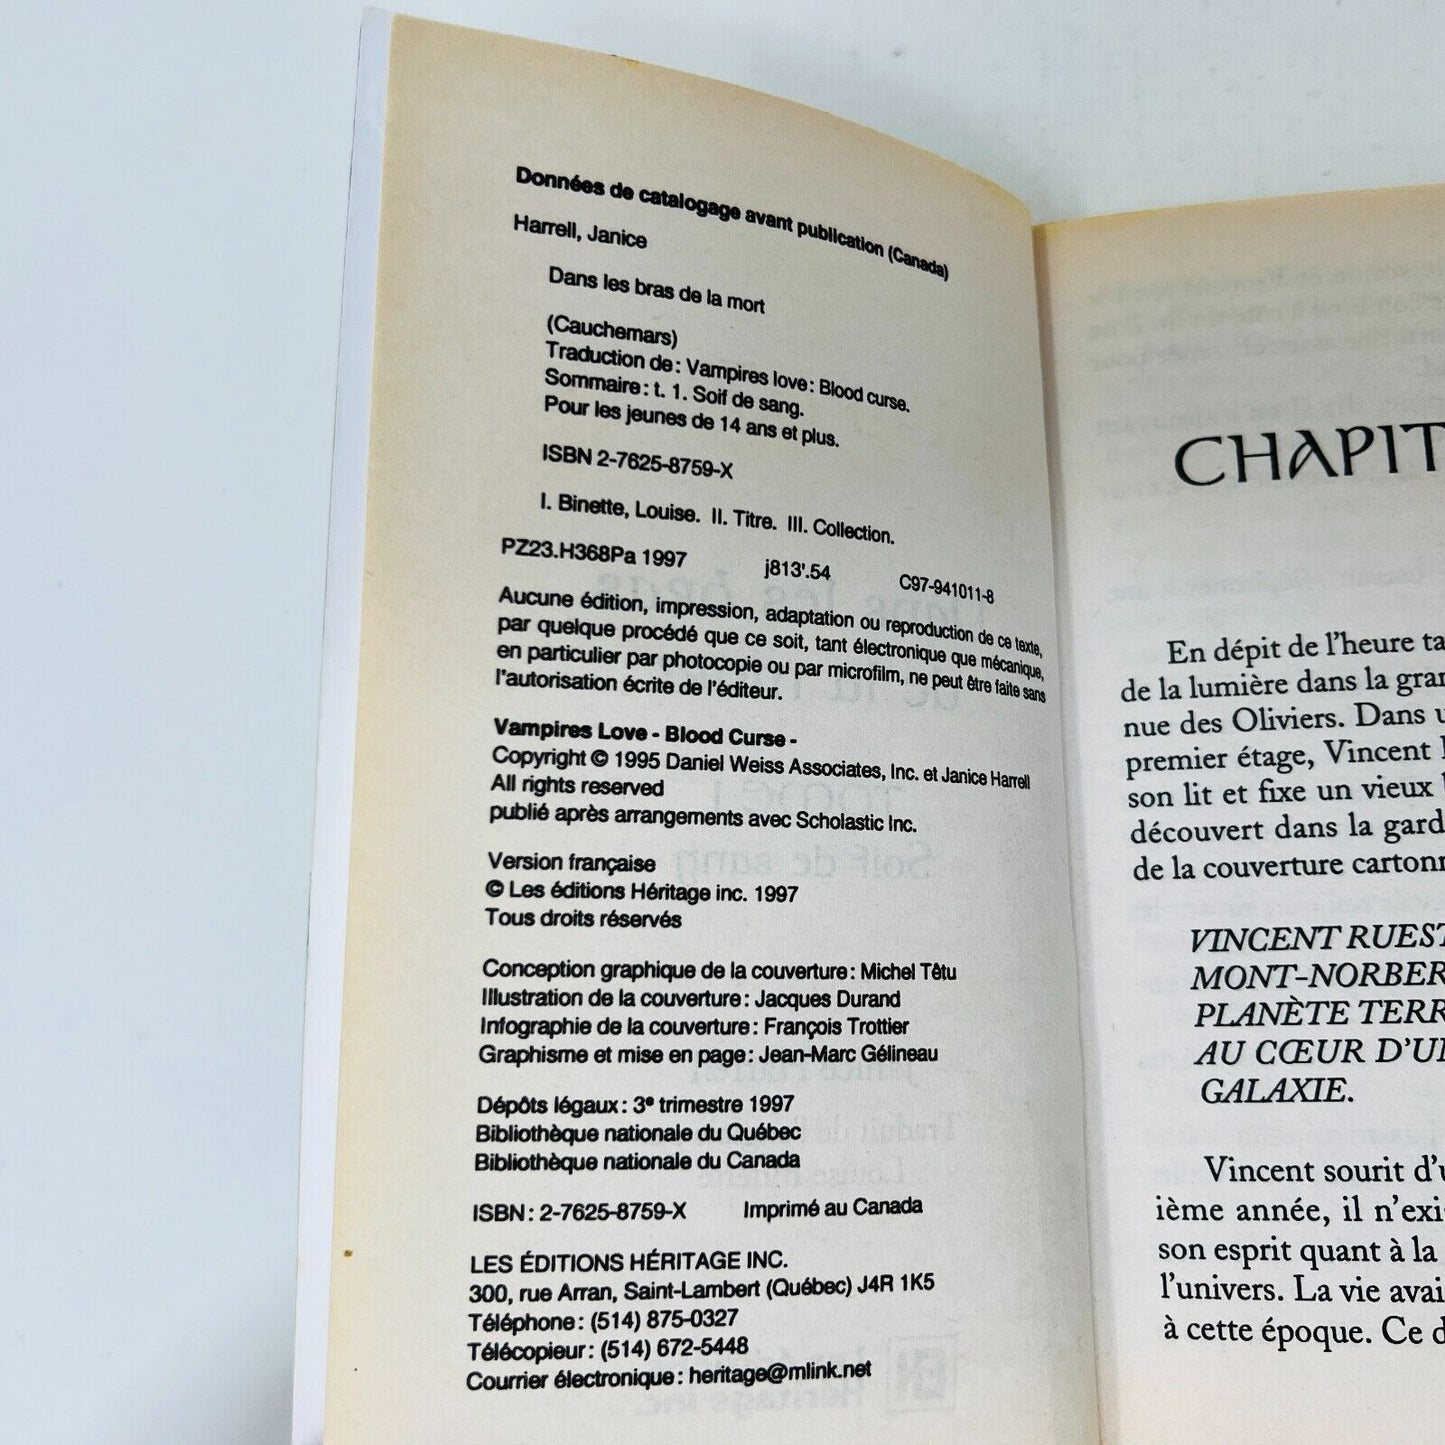 Données de catalogage avant publication (Canada)
Harrell, Janice
Dans les bras de la mort
(Cauchemars)
Traduction de : Vampires love : Blood curse.
Sommaire : t. 1. Soif de sang.
Pour les jeunes de 14 ans et plus.
ISBN 2-7625-8759-X
I. Binette, Louise. II. Titre. III. Collection.
PZ23.H368Pa 1997 j813'.54 C97-941011-8
Aucune édition, impression, adaptation ou reproduction de ce texte,
par quelque procédé que ce soit, tant électronique que mécanique,
en particulier par photocopie ou par microfilm, ne peut être faite sans
l'autorisation écrite de l'éditeur.
Vampires Love - Blood Curse -
Copyright © 1995 Daniel Weiss Associates, Inc. et Janice Harrell
All rights reserved
publié après arrangements avec Scholastic Inc.
Version française
© Les éditions Héritage inc. 1997
Tous droits réservés
Conception graphique de la couverture : Michel Têtu
Illustration de la couverture : Jacques Durand
Infographie de la couverture : François Trottier
Graphisme et mise en page : Jean-Marc Gélineau
Dépôts légaux : 3e trimestre 1997
Bibliothèque nationale du Québec
Bibliothèque nationale du Canada
ISBN : 2-7625-8759-X Imprimé au Canada
LES ÉDITIONS HÉRITAGE INC.
300, rue Arran, Saint-Lambert (Québec) J4R 1K5
Téléphone : (514) 875-0327
Télécopieur : (514) 672-5448
Courrier électronique : heritage@mlink.net
CHAPIT
En dépit de l'heure ta
de la lumière dans la gran
nue des Oliviers. Dans u
premier étage, Vincent
son lit et fixe un vieux
découvert dans la gard
de la couverture cartonn
VINCENT RUEST
MONT-NORBER
PLANÈTE TERR
AU CŒUR D'U
GALAXIE.
Vincent sourit d'u
ième année, il n'exi
son esprit quant à la
l'univers. La vie avai
à cette époque. Ce d